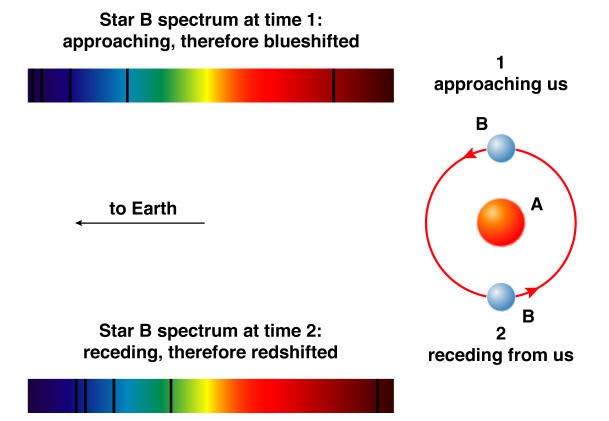 Star B spectrum at time 1:
approaching, therefore blueshifted
1
approaching us
B
A
to Earth
B
2
receding from us
Star B spectrum at time 2:
receding, therefore redshifted